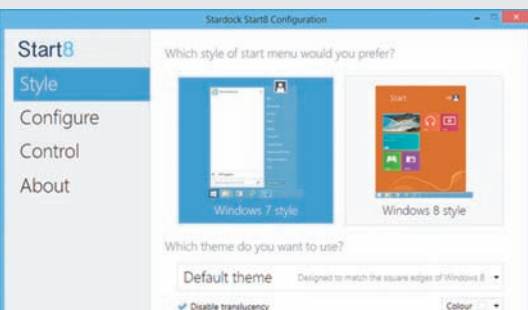 Stardock Start8 Configuration
Start8
Style
Configure
Control
About
Which style of start menu would you prefer?
Windows 7 style
Start
Windows 8 style
Which theme do you want to use?
Default theme
Designed to match the square edges of Windows 8
Disable translucency
Colour